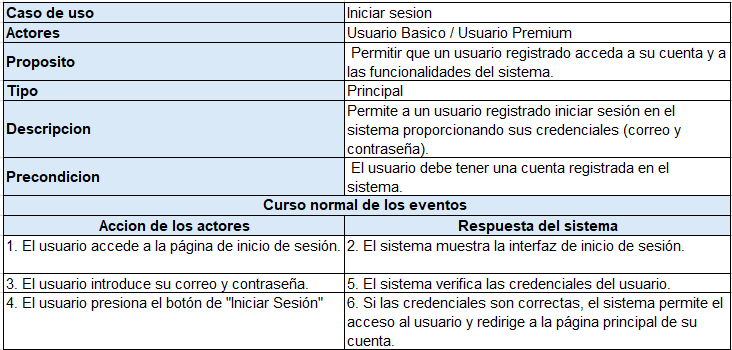 Caso de uso Iniciar sesion
Actores Usuario Basico / Usuario Premium
Proposito Permitir que un usuario registrado acceda a su cuenta y a
las funcionalidades del sistema.
Tipo Principal
Descripcion Permite a un usuario registrado iniciar sesión en el
sistema proporcionando sus credenciales (correo y
contraseña).
Precondicion El usuario debe tener una cuenta registrada en el
sistema.
Curso normal de los eventos
Accion de los actores Respuesta del sistema
1. El usuario accede a la página de inicio de sesión. 2. El sistema muestra la interfaz de inicio de sesión.
3. El usuario introduce su correo y contraseña. 5. El sistema verifica las credenciales del usuario.
4. El usuario presiona el botón de "Iniciar Sesión" 6. Si las credenciales son correctas, el sistema permite el
acceso al usuario y redirige a la página principal de su
cuenta.